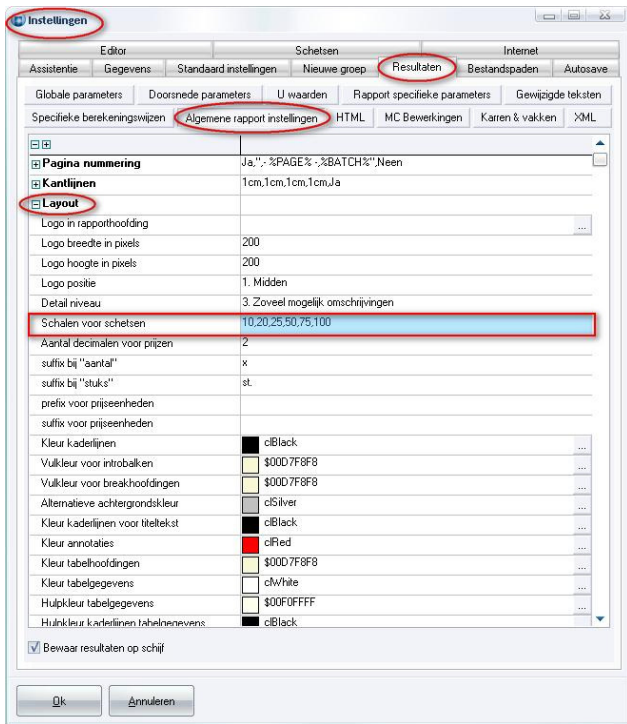 Instellingen
Editor Schetsen Internet
Assistentie Gegevens Standaard instellingen Nieuwe groep Resultaten Bestandspaden Autosave
Globale parameters Doorsnede parameters U waarden Rapport specifieke parameters Gewijzigde teksten
Specifieke berekeningswijzen Algemene rapport instellingen HTML MC Bewerkingen Karren & vakken XML
Pagina nummering Ja,",- %PAGE% -,%BATCH%",Neen
Kantlijnen 1cm,1cm,1cm,1cm,Ja
Layout
Logo in rapporthoofding ...
Logo breedte in pixels 200
Logo hoogte in pixels 200
Logo positie 1. Midden
Detail niveau 3. Zoveel mogelijk omschrijvingen
Schalen voor schetsen 10,20,25,50,75,100
Aantal decimalen voor prijzen 2
suffix bij "aantal" x
suffix bij "stuks" st.
prefix voor prijseenheden
suffix voor prijseenheden
Kleur kaderlijnen clBlack ...
Vulkleur voor introbalken $00D7F8F8 ...
Vulkleur voor breakhoofdingen $00D7F8F8 ...
Alternatieve achtergrondskleur clSilver ...
Kleur kaderlijnen voor titeltekst clBlack ...
Kleur annotaties clRed ...
Kleur tabelhoofdingen $00D7F8F8 ...
Kleur tabelgegevens clWhite ...
Hulpkleur tabelgegevens $00F0FFFF ...
Hulpkleur kaderlijnen tabelgegevens clBlack ...
Bewaar resultaten op schijf
Ok Annuleren